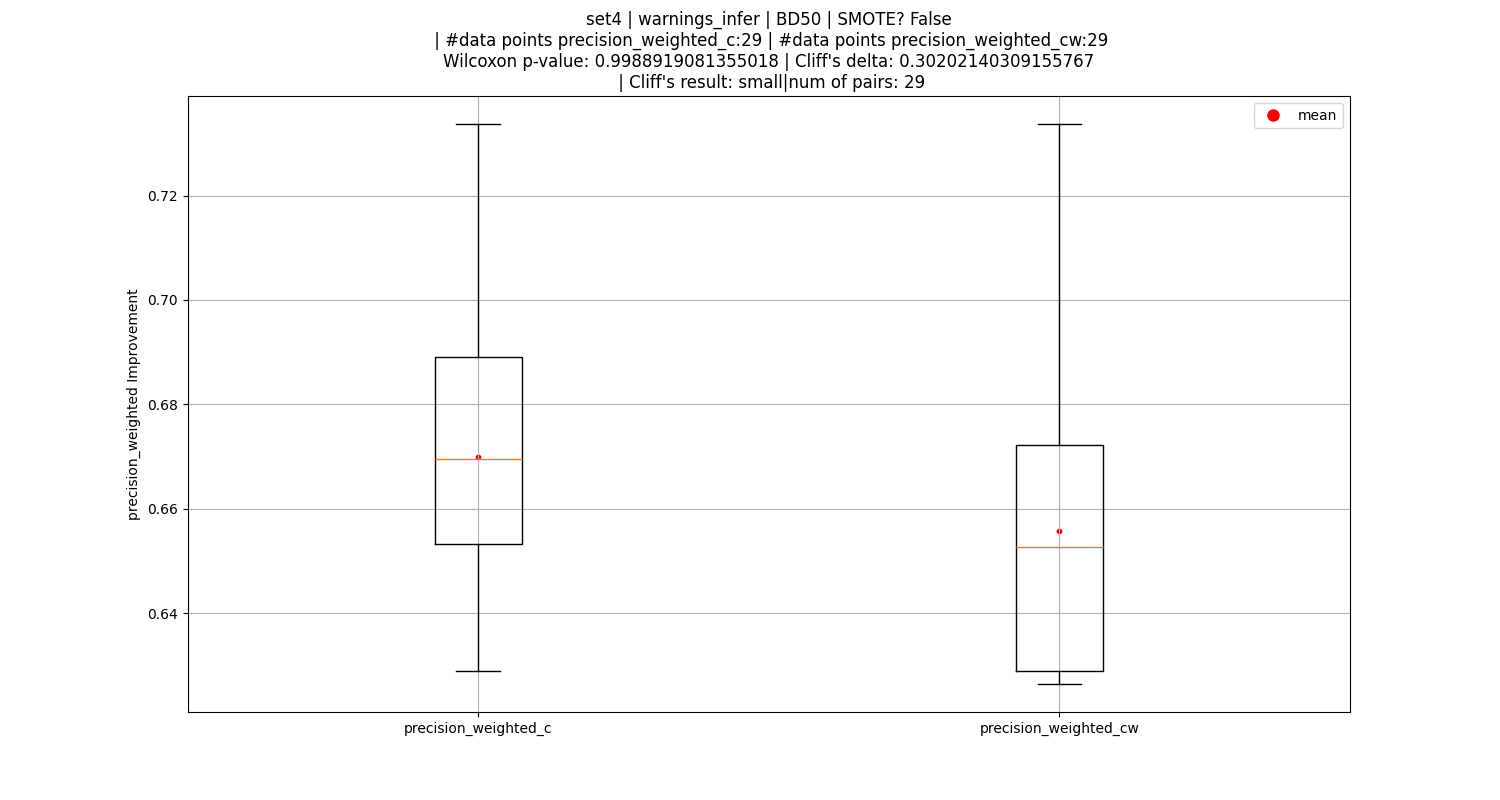 set4 | warnings_infer | BD50 | SMOTE? False
| #data points precision_weighted_c:29 | #data points precision_weighted_cw:29
Wilcoxon p-value: 0.9988919081355018 | Cliff's delta: 0.30202140309155767
| Cliff's result: small|num of pairs: 29
mean
0.72
0.70
0.68
0.66
0.64
precision_weighted Improvement
precision_weighted_c
precision_weighted_cw